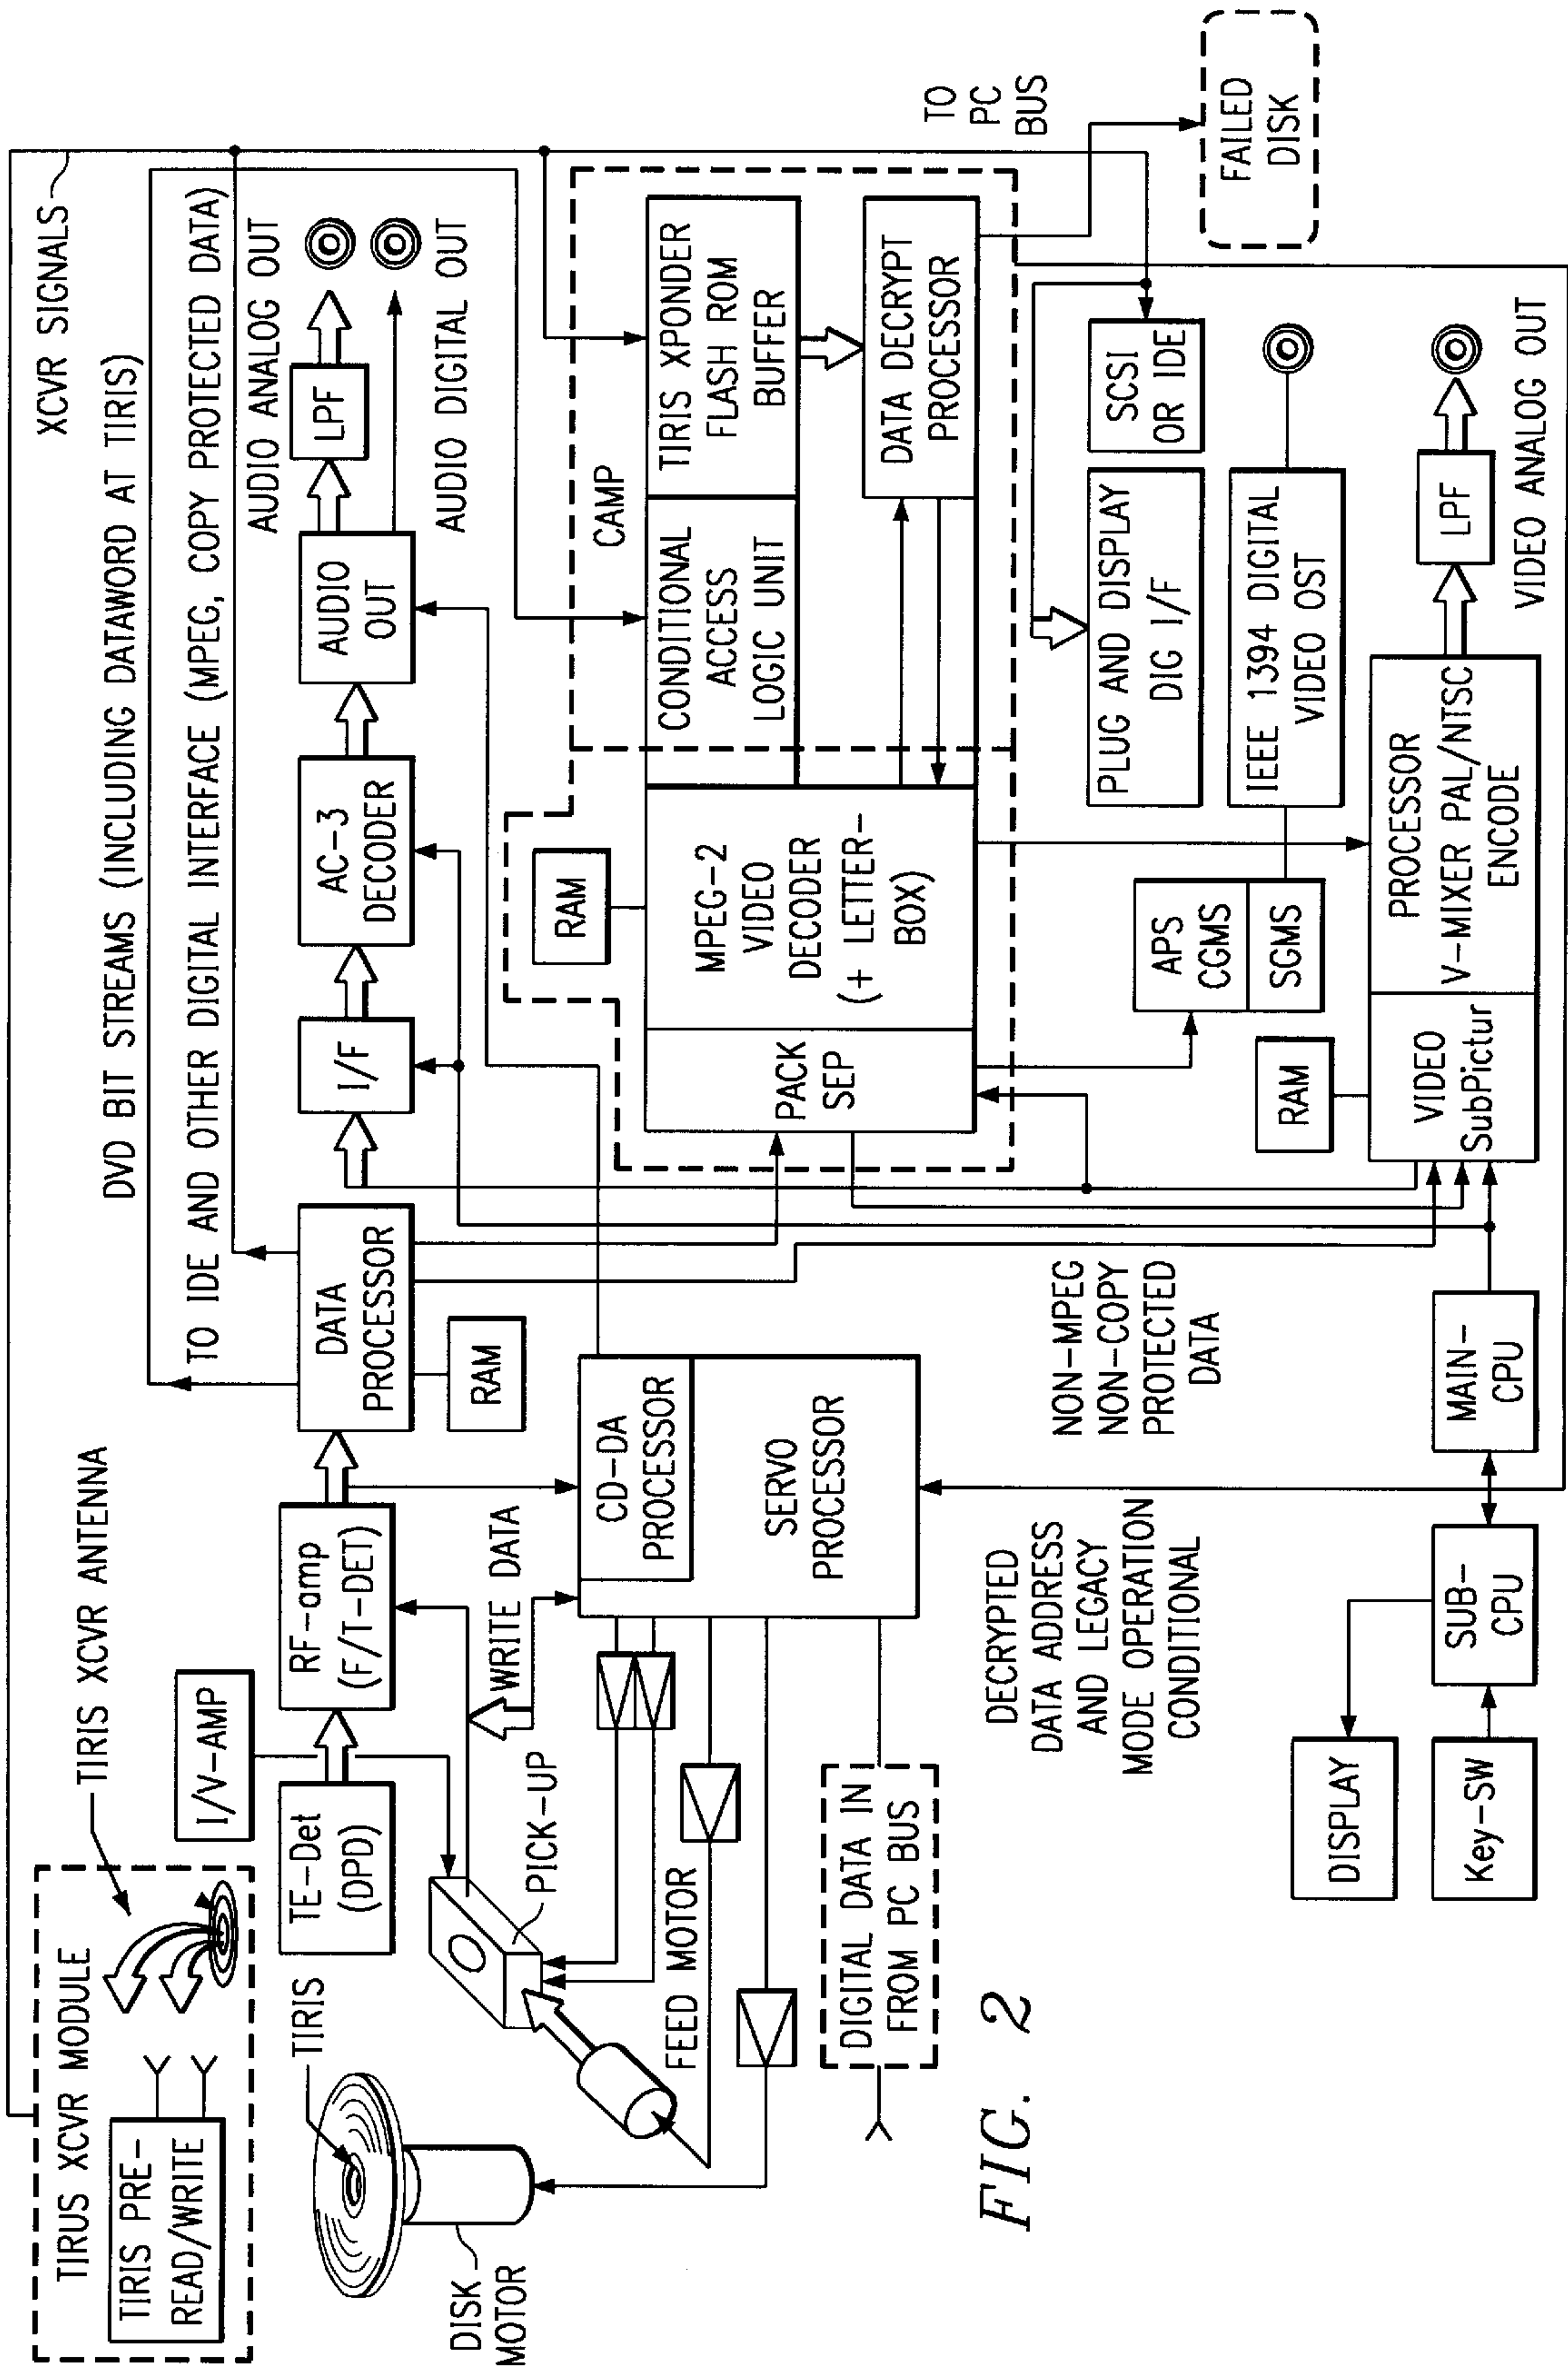 TIRUS XCVR MODULE
TIRIS PRE-
READ/WRITE
TIRIS XCVR ANTENNA
XCVR SIGNALS
DVD BIT STREAMS (INCLUDING DATAWORD AT TIRIS)
TO IDE AND OTHER DIGITAL INTERFACE (MPEG, COPY PROTECTED DATA)
I/V-AMP
TIRIS
TE-Det
(DPD)
RF-amp
(F/T-DET)
DATA
PROCESSOR
RAM
I/F
AC-3
DECODER
AUDIO
OUT
LPF
AUDIO ANALOG OUT
AUDIO DIGITAL OUT
DISK
MOTOR
PICK-UP
FEED MOTOR
WRITE DATA
CD-DA
PROCESSOR
SERVO
PROCESSOR
DIGITAL DATA IN
FROM PC BUS
RAM
PACK
SEP
MPEG-2
VIDEO
DECODER
(+ LETTER-
BOX)
CAMP
CONDITIONAL
ACCESS
LOGIC UNIT
TIRIS XPONDER
FLASH ROM
BUFFER
DATA DECRYPT
PROCESSOR
TO
PC
BUS
FAILED
DISK
PLUG AND DISPLAY
DIG I/F
SCSI
OR IDE
APS
CGMS
SGMS
IEEE 1394 DIGITAL
VIDEO OST
NON-MPEG
NON-COPY
PROTECTED
DATA
DECRYPTED
DATA ADDRESS
AND LEGACY
MODE OPERATION
CONDITIONAL
RAM
VIDEO
SubPictur
PROCESSOR
V-MIXER PAL/NTSC
ENCODE
LPF
VIDEO ANALOG OUT
DISPLAY
Key-SW
SUB-
CPU
MAIN-
CPU
FIG. 2